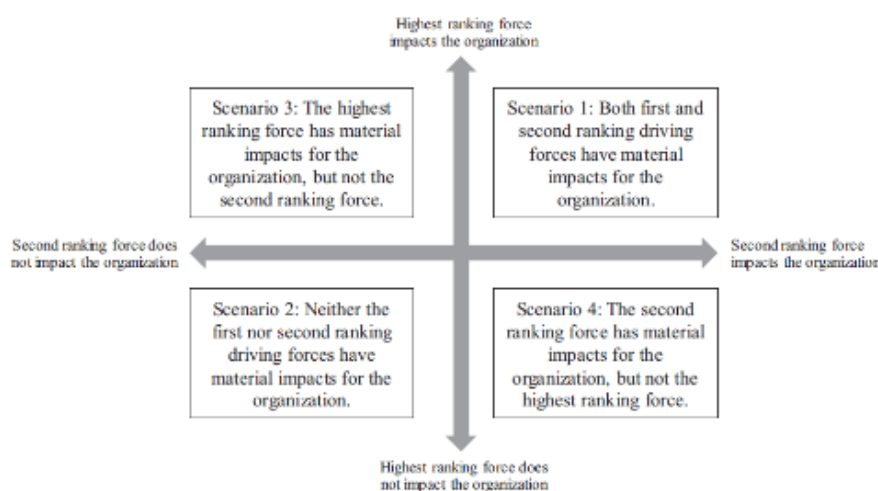 Highest ranking force
impacts the organization
Scenario 3: The highest
ranking force has material
impacts for the
organization, but not the
second ranking force.
Scenario 1: Both first and
second ranking driving
forces have material
impacts for the
organization.
Second ranking force does
not impact the organization
Second ranking force
impacts the organization
Scenario 2: Neither the
first nor second ranking
driving forces have
material impacts for the
organization.
Scenario 4: The second
ranking force has material
impacts for the
organization, but not the
highest ranking force.
Highest ranking force does
not impact the organization